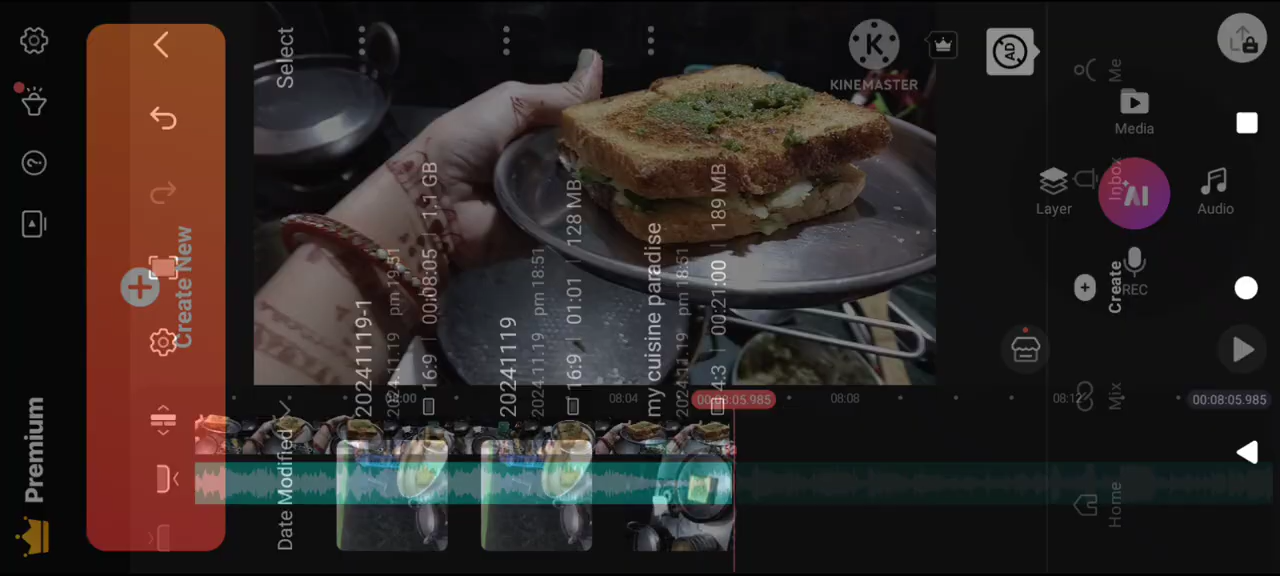 KINEMASTER
AD
Media
Layer
AI
Audio
REC
08:00
08:04
00:08:05.985
08:08
08:12
00:08:05.985
Premium
Create New
Select
Date Modified
20241119-1
2024.11.19 pm 19:51
16:9 | 00:08:05 | 1.1 GB
20241119
2024.11.19 pm 18:51
16:9 | 01:01 | 128 MB
my cuisine paradise
2024.11.19 pm 18:51
4:3 | 00:21:00 | 189 MB
Me
Inbox
Create
Mix
Home